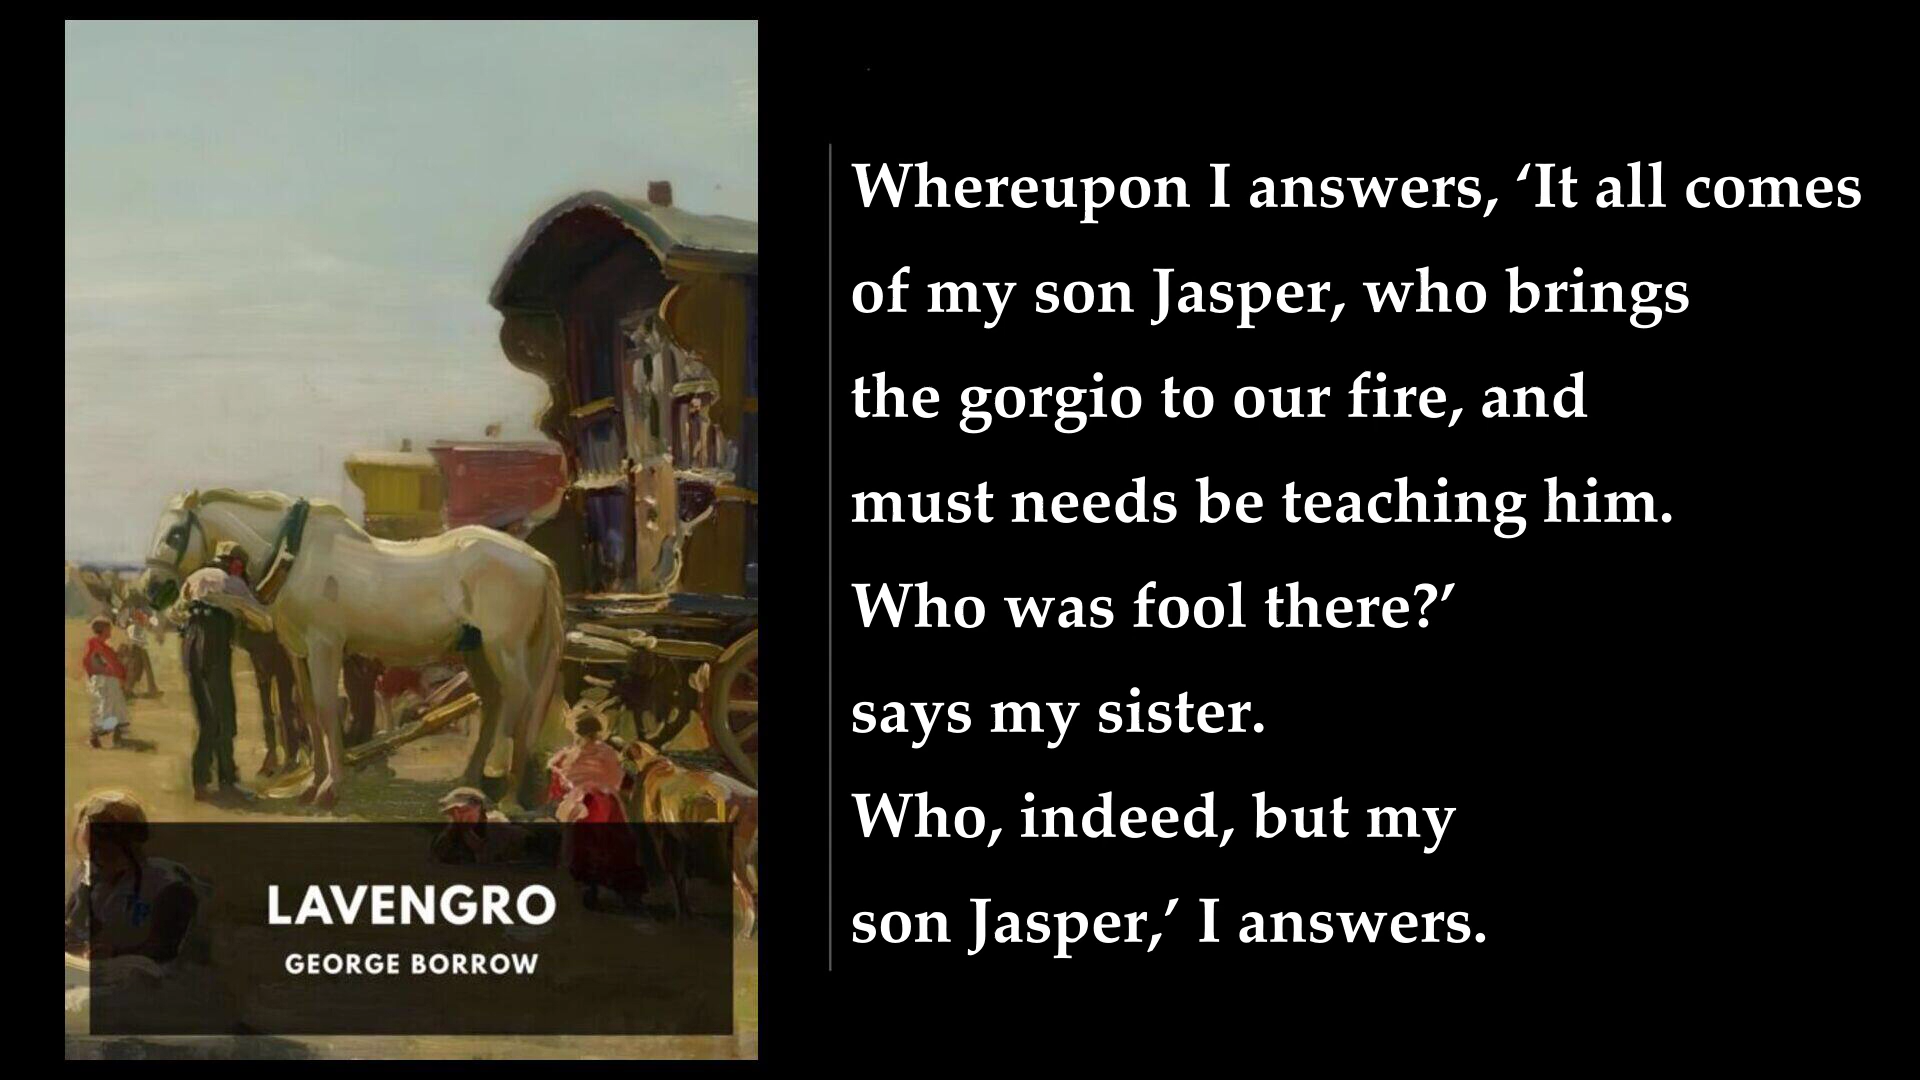 LAVENGRO
GEORGE BORROW
Whereupon I answers, ‘It all comes
of my son Jasper, who brings
the gorgio to our fire, and
must needs be teaching him.
Who was fool there?’
says my sister.
Who, indeed, but my
son Jasper,’ I answers.